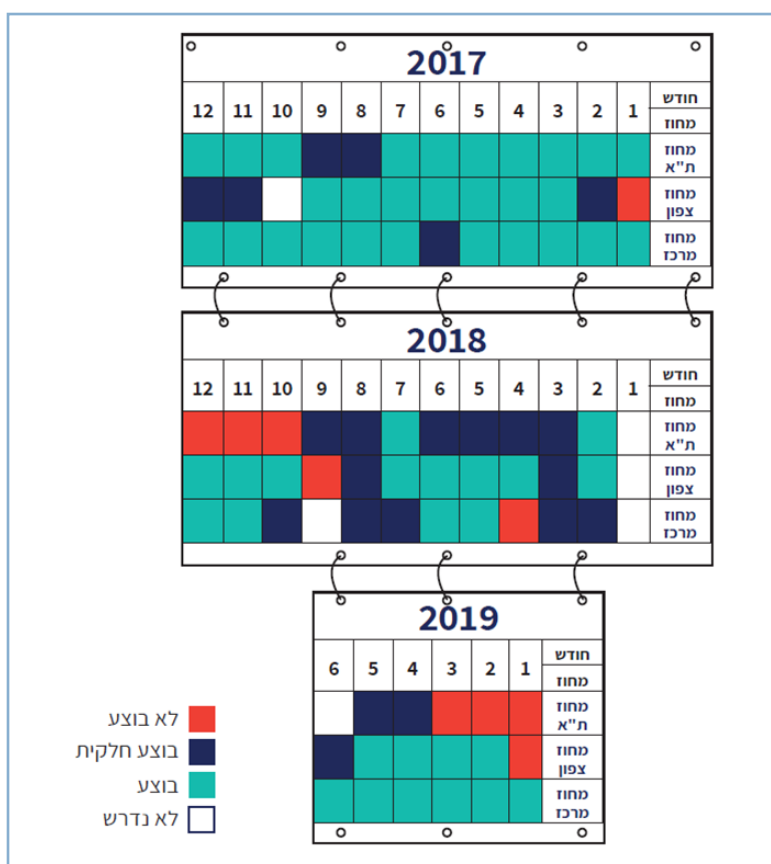 2017
חודש 1 2 3 4 5 6 7 8 9 10 11 12
מחוז
מחוז
ת"א
מחוז
צפון
מחוז
מרכז
2018
חודש 1 2 3 4 5 6 7 8 9 10 11 12
מחוז
מחוז
ת"א
מחוז
צפון
מחוז
מרכז
2019
חודש 1 2 3 4 5 6
מחוז
מחוז
ת"א
מחוז
צפון
מחוז
מרכז
לא בוצע
בוצע חלקית
בוצע
לא נדרש